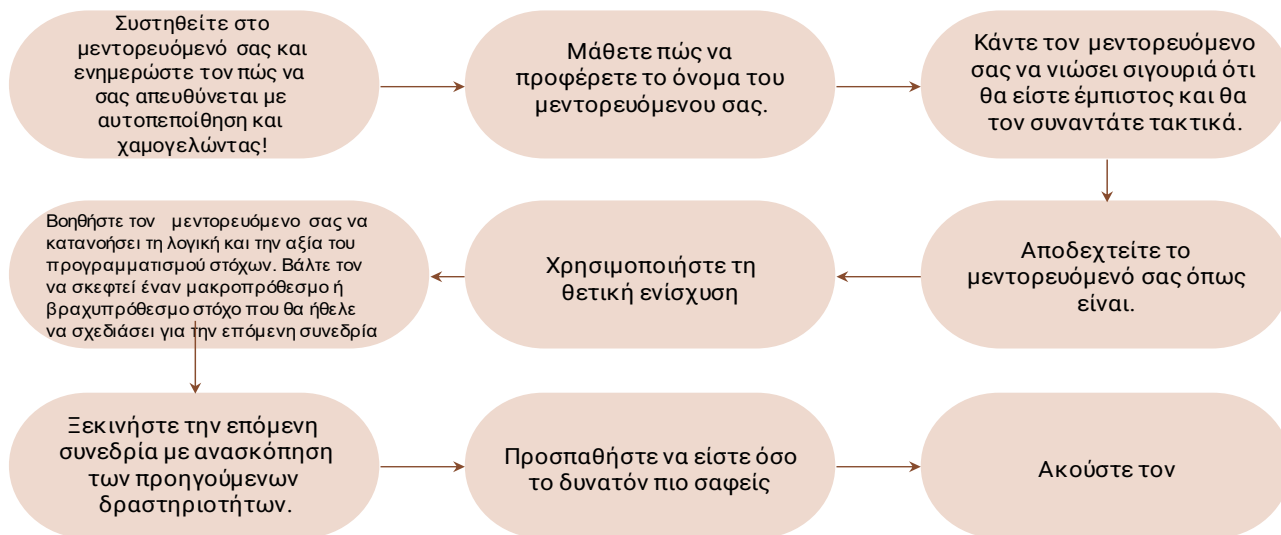 Συστηθείτε στο
μεντορευόμενό σας και
ενημερώστε τον πώς να
σας απευθύνεται με
αυτοπεποίθηση και
χαμογελώντας!
Μάθετε πώς να
προφέρετε το όνομα του
μεντορευόμενου σας.
Κάντε τον μεντορευόμενο
σας να νιώσει σιγουριά ότι
θα είστε έμπιστος και θα
τον συναντάτε τακτικά.
Αποδεχτείτε το
μεντορευόμενό σας όπως
είναι.
Χρησιμοποιήστε τη
θετική ενίσχυση
Βοηθήστε τον μεντορευόμενο σας να
κατανοήσει τη λογική και την αξία του
προγραμματισμού στόχων. Βάλτε τον
να σκεφτεί έναν μακροπρόθεσμο ή
βραχυπρόθεσμο στόχο που θα ήθελε
να σχεδιάσει για την επόμενη συνεδρία
Ξεκινήστε την επόμενη
συνεδρία με ανασκόπηση
των προηγούμενων
δραστηριοτήτων.
Προσπαθήστε να είστε όσο
το δυνατόν πιο σαφείς
Ακούστε τον